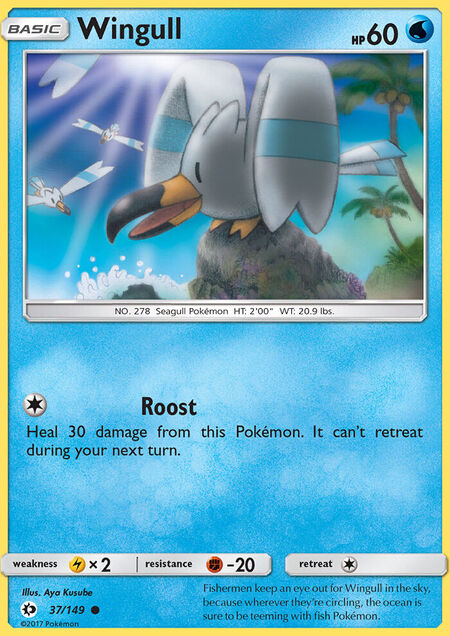 BASIC Wingull HP60
NO. 278 Seagull Pokémon HT: 2'00" WT: 20.9 lbs.
Roost
Heal 30 damage from this Pokémon. It can't retreat
during your next turn.
weakness ×2 resistance -20 retreat
Illus. Aya Kusube
37/149
©2017 Pokémon
Fishermen keep an eye out for Wingull in the sky,
because wherever they're circling, the ocean is
sure to be teeming with fish Pokémon.